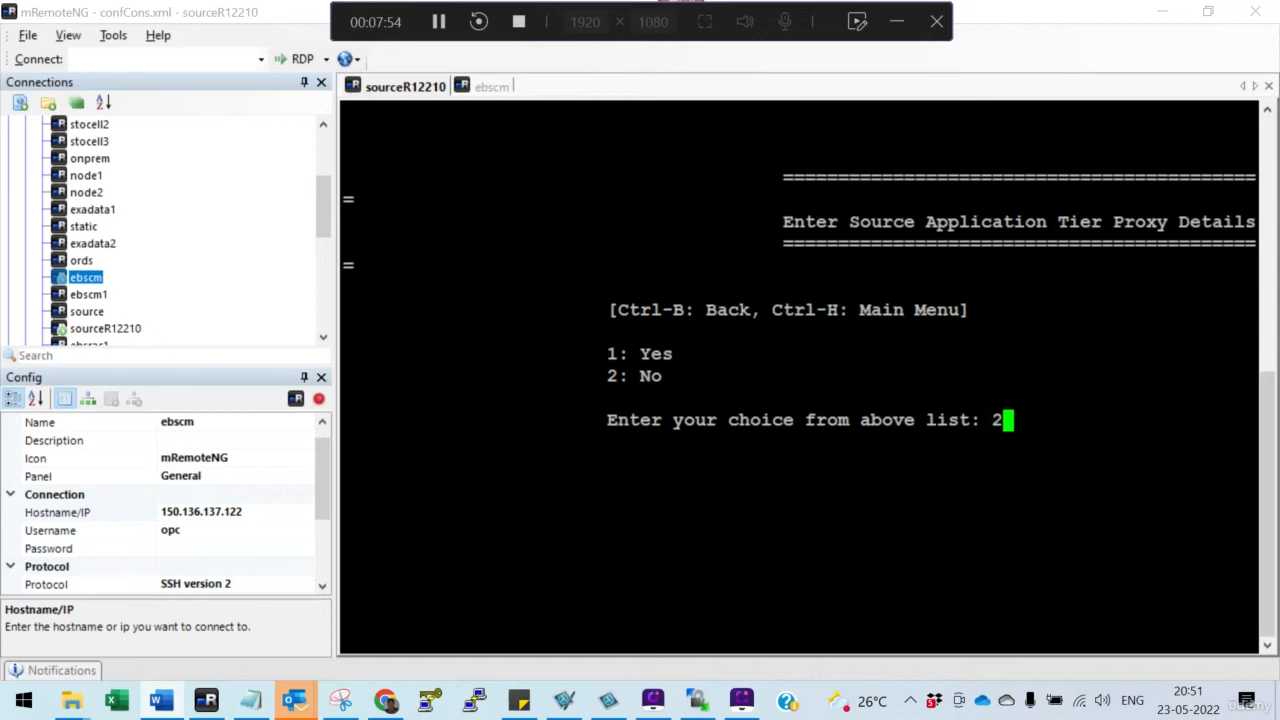 mRemoteNG - confCons.xml - sourceR12210
00:07:54
1920 × 1080
File View Tools Help
Connect:
RDP
Connections
sourceR12210
ebscm
stocell2
stocell3
onprem
node1
node2
exadata1
static
exadata2
ords
ebscm
ebscm1
source
sourceR12210
Search
Config
Name ebscm
Description
Icon mRemoteNG
Panel General
Connection
Hostname/IP 150.136.137.122
Username opc
Password
Protocol
Protocol SSH version 2
Hostname/IP
Enter the hostname or ip you want to connect to.
Notifications
===========================================
=
Enter Source Application Tier Proxy Details
===========================================
=
[Ctrl-B: Back, Ctrl-H: Main Menu]
1: Yes
2: No
Enter your choice from above list: 2
26°C
ENG
20:51
23-05-2022
udemy